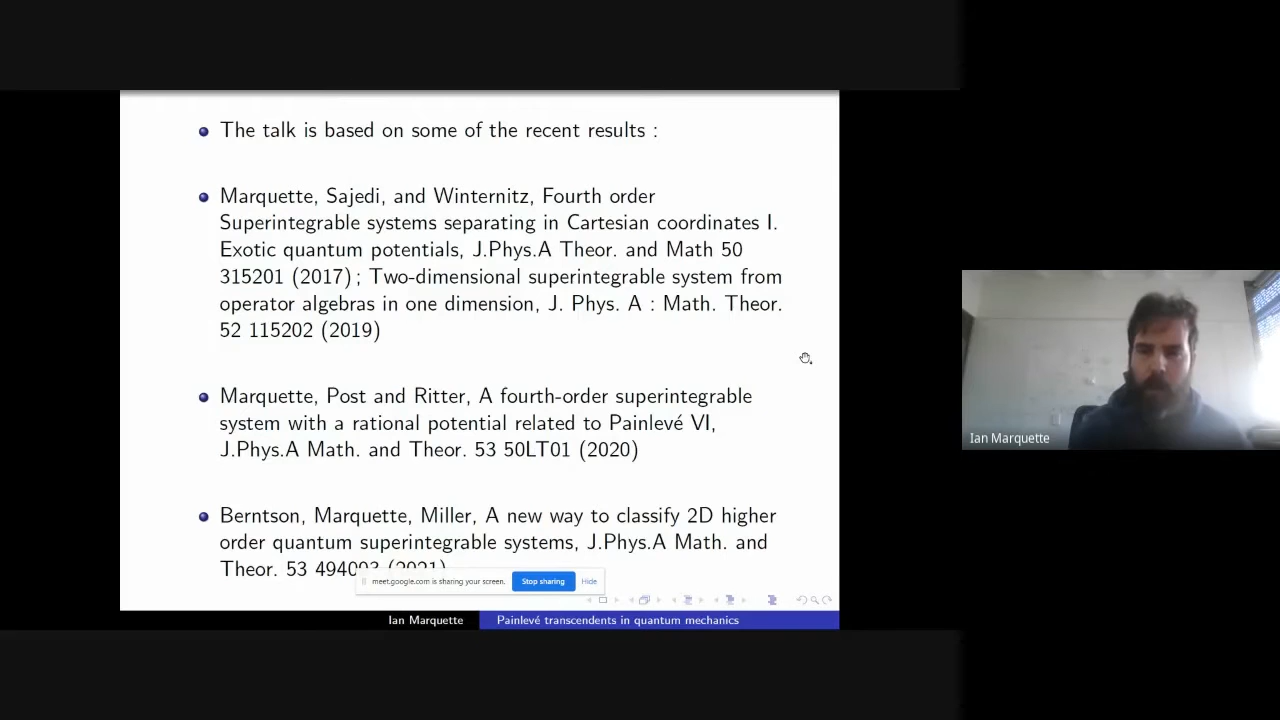 The talk is based on some of the recent results :
Marquette, Sajedi, and Winternitz, Fourth order
Superintegrable systems separating in Cartesian coordinates I.
Exotic quantum potentials, J.Phys.A Theor. and Math 50
315201 (2017) ; Two-dimensional superintegrable system from
operator algebras in one dimension, J. Phys. A : Math. Theor.
52 115202 (2019)
Marquette, Post and Ritter, A fourth-order superintegrable
system with a rational potential related to Painlevé VI,
J.Phys.A Math. and Theor. 53 50LT01 (2020)
Berntson, Marquette, Miller, A new way to classify 2D higher
order quantum superintegrable systems, J.Phys.A Math. and
Theor. 53 494003 (2021)
meet.google.com is sharing your screen. Stop sharing Hide
Ian Marquette Painlevé transcendents in quantum mechanics
Ian Marquette